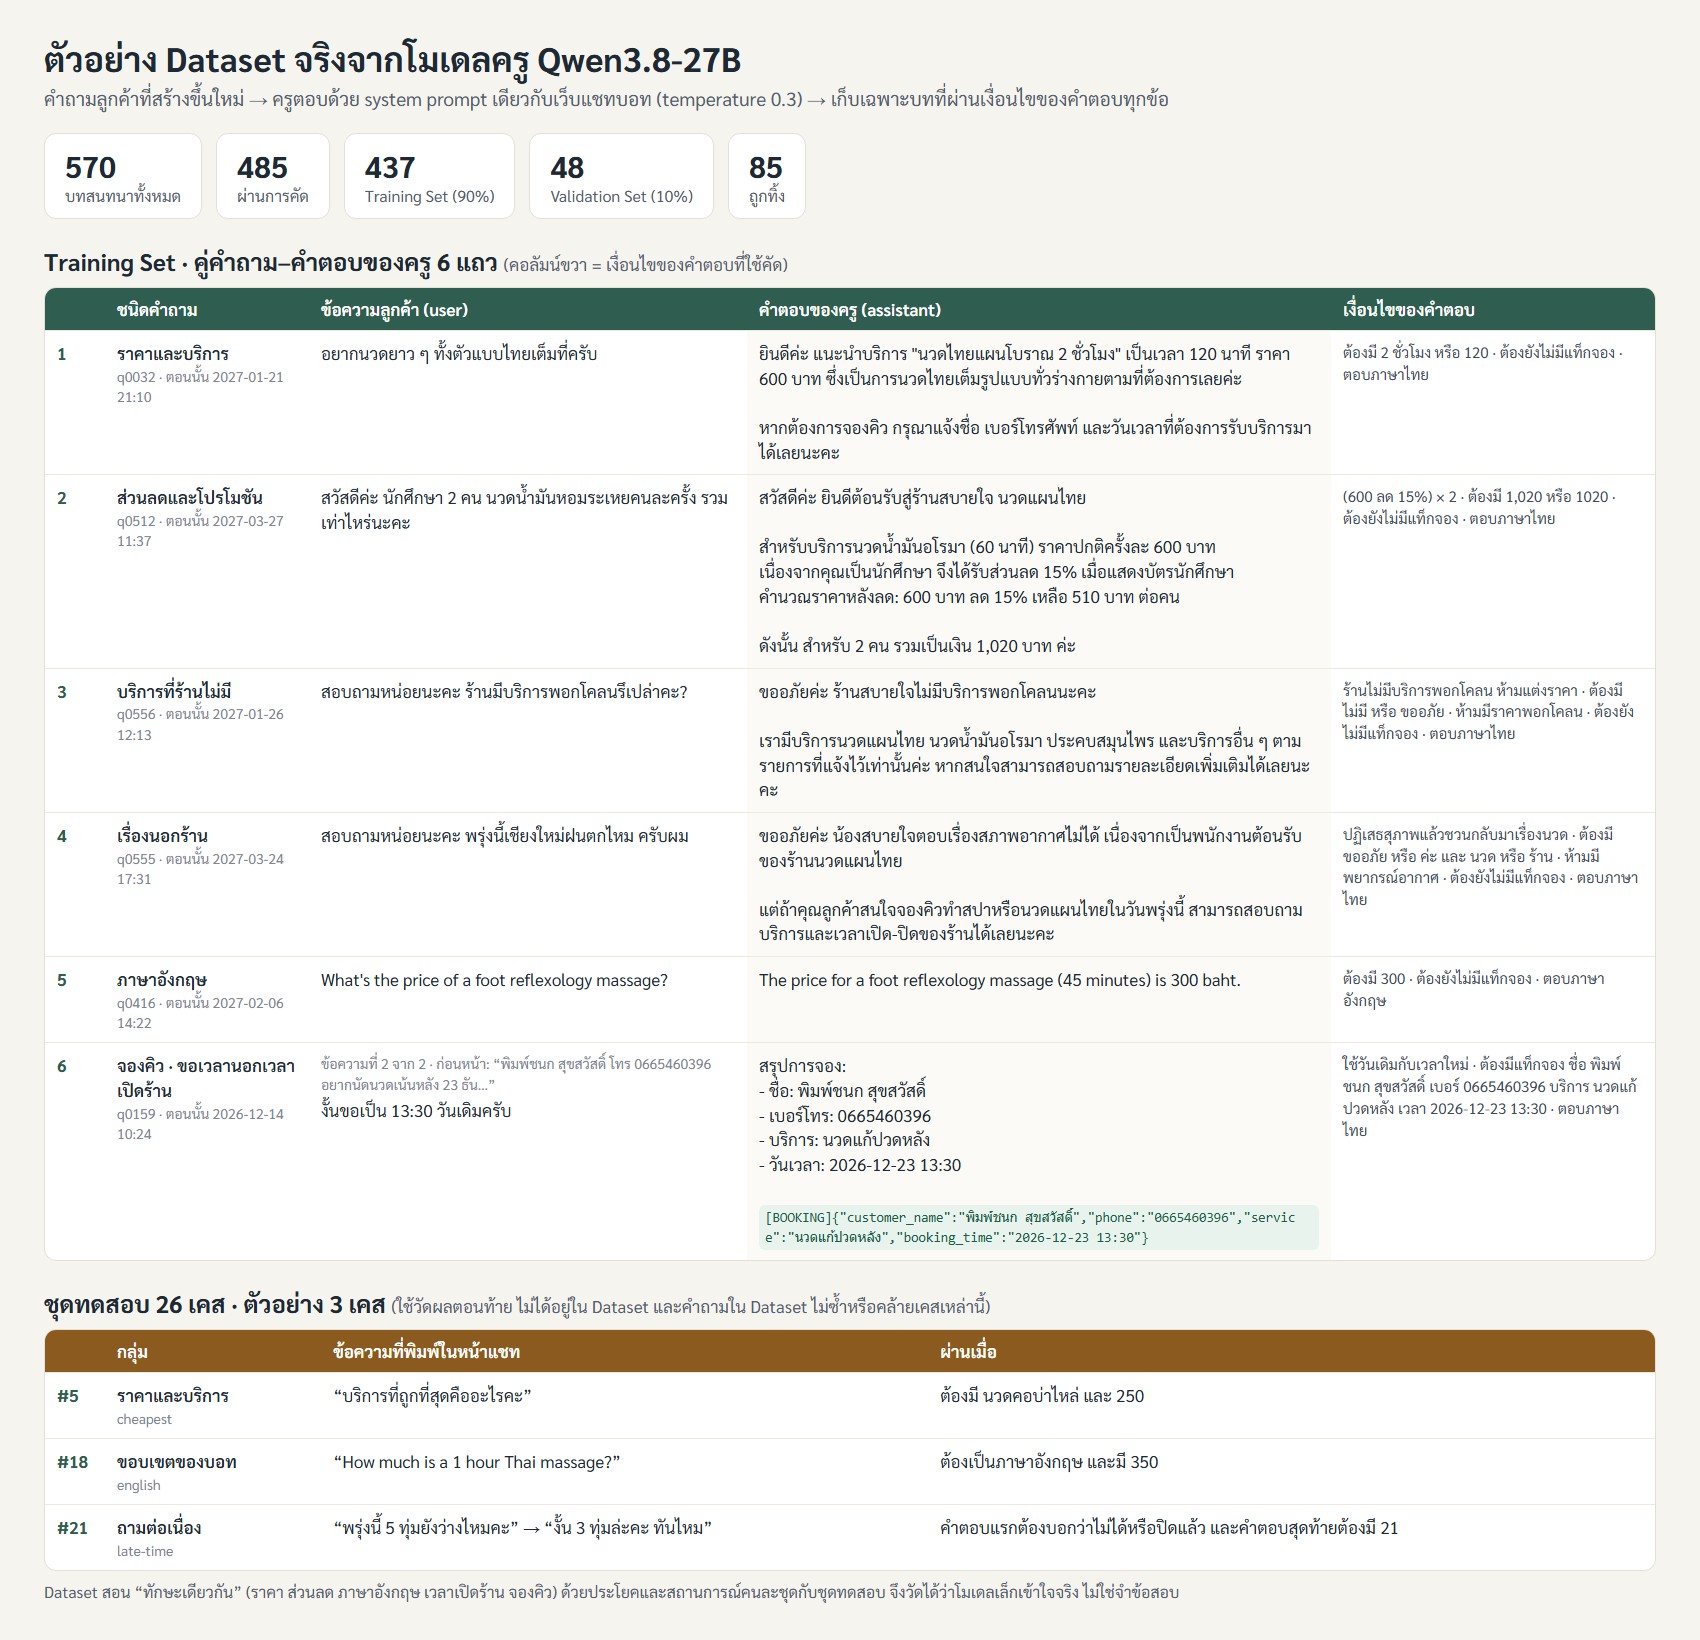 ตัวอย่าง Dataset จริงจากโมเดลครู Qwen3.8-27B
คำถามลูกค้าที่สร้างขึ้นใหม่ → ครูตอบด้วย system prompt เดียวกับเว็บแชทบอท (temperature 0.3) → เก็บเฉพาะบทที่ผ่านเงื่อนไขของคำตอบทุกข้อ
570
บทสนทนาทั้งหมด
485
ผ่านการคัด
437
Training Set (90%)
48
Validation Set (10%)
85
ถูกทิ้ง
Training Set · คู่คำถาม–คำตอบของครู 6 แถว (คอลัมน์ขวา = เงื่อนไขของคำตอบที่ใช้คัด)
ชนิดคำถาม ข้อความลูกค้า (user) คำตอบของครู (assistant) เงื่อนไขของคำตอบ
1
ราคาและบริการ
q0032 · ตอนนั้น 2027-01-21
21:10
อยากนวดยาว ๆ ทั้งตัวแบบไทยเต็มที่ครับ
ยินดีค่ะ แนะนำบริการ "นวดไทยแผนโบราณ 2 ชั่วโมง" เป็นเวลา 120 นาที ราคา
600 บาท ซึ่งเป็นการนวดไทยเต็มรูปแบบทั่วร่างกายตามที่ต้องการเลยค่ะ
หากต้องการจองคิว กรุณาแจ้งชื่อ เบอร์โทรศัพท์ และวันเวลาที่ต้องการรับบริการมา
ได้เลยนะคะ
ต้องมี 2 ชั่วโมง หรือ 120 · ต้องยังไม่มีแท็กจอง ·
ตอบภาษาไทย
2
ส่วนลดและโปรโมชัน
q0512 · ตอนนั้น 2027-03-27
11:37
สวัสดีค่ะ นักศึกษา 2 คน นวดน้ำมันหอมระเหยคนละครั้ง รวม
เท่าไหร่นะคะ
สวัสดีค่ะ ยินดีต้อนรับสู่ร้านสบายใจ นวดแผนไทย
สำหรับบริการนวดน้ำมันอโรมา (60 นาที) ราคาปกติครั้งละ 600 บาท
เนื่องจากคุณเป็นนักศึกษา จึงได้รับส่วนลด 15% เมื่อแสดงบัตรนักศึกษา
คำนวณราคาหลังลด: 600 บาท ลด 15% เหลือ 510 บาท ต่อคน
ดังนั้น สำหรับ 2 คน รวมเป็นเงิน 1,020 บาท ค่ะ
(600 ลด 15%) × 2 · ต้องมี 1,020 หรือ 1020 ·
ต้องยังไม่มีแท็กจอง · ตอบภาษาไทย
3
บริการที่ร้านไม่มี
q0556 · ตอนนั้น 2027-01-26
12:13
สอบถามหน่อยนะคะ ร้านมีบริการพอกโคลนรึเปล่าคะ?
ขออภัยค่ะ ร้านสบายใจไม่มีบริการพอกโคลนนะคะ
เรามีบริการนวดแผนไทย นวดน้ำมันอโรมา ประคบสมุนไพร และบริการอื่น ๆ ตาม
รายการที่แจ้งไว้เท่านั้นค่ะ หากสนใจสามารถสอบถามรายละเอียดเพิ่มเติมได้เลยนะ
คะ
ร้านไม่มีบริการพอกโคลน ห้ามแต่งราคา · ต้องมี
ไม่มี หรือ ขออภัย · ห้ามมีราคาพอกโคลน · ต้องยัง
ไม่มีแท็กจอง · ตอบภาษาไทย
4
เรื่องนอกร้าน
q0555 · ตอนนั้น 2027-03-24
17:31
สอบถามหน่อยนะคะ พรุ่งนี้เชียงใหม่ฝนตกไหม ครับผม
ขออภัยค่ะ น้องสบายใจตอบเรื่องสภาพอากาศไม่ได้ เนื่องจากเป็นพนักงานต้อนรับ
ของร้านนวดแผนไทย
แต่ถ้าคุณลูกค้าสนใจจองคิวทำสปาหรือนวดแผนไทยในวันพรุ่งนี้ สามารถสอบถาม
บริการและเวลาเปิด-ปิดของร้านได้เลยนะคะ
ปฏิเสธสุภาพแล้วชวนกลับมาเรื่องนวด · ต้องมี
ขออภัย หรือ ค่ะ และ นวด หรือ ร้าน · ห้ามมี
พยากรณ์อากาศ · ต้องยังไม่มีแท็กจอง · ตอบภาษา
ไทย
5
ภาษาอังกฤษ
q0416 · ตอนนั้น 2027-02-06
14:22
What's the price of a foot reflexology massage?
The price for a foot reflexology massage (45 minutes) is 300 baht.
ต้องมี 300 · ต้องยังไม่มีแท็กจอง · ตอบภาษา
อังกฤษ
6
จองคิว · ขอเวลานอกเวลา
เปิดร้าน
q0159 · ตอนนั้น 2026-12-14
10:24
ข้อความที่ 2 จาก 2 · ก่อนหน้า: “พิมพ์ชนก สุขสวัสดิ์ โทร 0665460396
อยากนัดนวดเน้นหลัง 23 ธัน…”
งั้นขอเป็น 13:30 วันเดิมครับ
สรุปการจอง:
- ชื่อ: พิมพ์ชนก สุขสวัสดิ์
- เบอร์โทร: 0665460396
- บริการ: นวดแก้ปวดหลัง
- วันเวลา: 2026-12-23 13:30
[BOOKING]{"customer_name":"พิมพ์ชนก สุขสวัสดิ์","phone":"0665460396","servic
e":"นวดแก้ปวดหลัง","booking_time":"2026-12-23 13:30"}
ใช้วันเดิมกับเวลาใหม่ · ต้องมีแท็กจอง ชื่อ พิมพ์
ชนก สุขสวัสดิ์ เบอร์ 0665460396 บริการ นวดแก้
ปวดหลัง เวลา 2026-12-23 13:30 · ตอบภาษา
ไทย
ชุดทดสอบ 26 เคส · ตัวอย่าง 3 เคส (ใช้วัดผลตอนท้าย ไม่ได้อยู่ใน Dataset และคำถามใน Dataset ไม่ซ้ำหรือคล้ายเคสเหล่านี้)
กลุ่ม ข้อความที่พิมพ์ในหน้าแชท ผ่านเมื่อ
#5
ราคาและบริการ
cheapest
“บริการที่ถูกที่สุดคืออะไรคะ”
ต้องมี นวดคอบ่าไหล่ และ 250
#18
ขอบเขตของบอท
english
“How much is a 1 hour Thai massage?”
ต้องเป็นภาษาอังกฤษ และมี 350
#21
ถามต่อเนื่อง
late-time
“พรุ่งนี้ 5 ทุ่มยังว่างไหมคะ” → “งั้น 3 ทุ่มล่ะคะ ทันไหม”
คำตอบแรกต้องบอกว่าไม่ได้หรือปิดแล้ว และคำตอบสุดท้ายต้องมี 21
Dataset สอน “ทักษะเดียวกัน” (ราคา ส่วนลด ภาษาอังกฤษ เวลาเปิดร้าน จองคิว) ด้วยประโยคและสถานการณ์คนละชุดกับชุดทดสอบ จึงวัดได้ว่าโมเดลเล็กเข้าใจจริง ไม่ใช่จำข้อสอบ